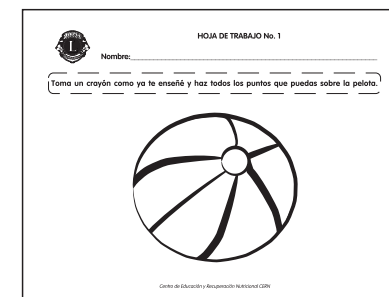 HOJA DE TRABAJO No. 1
Nombre:
Toma un crayón como ya te enseñé y haz todos los puntos que puedas sobre la pelota.
Centro de Educación y Recuperación Nutricional CERN
L